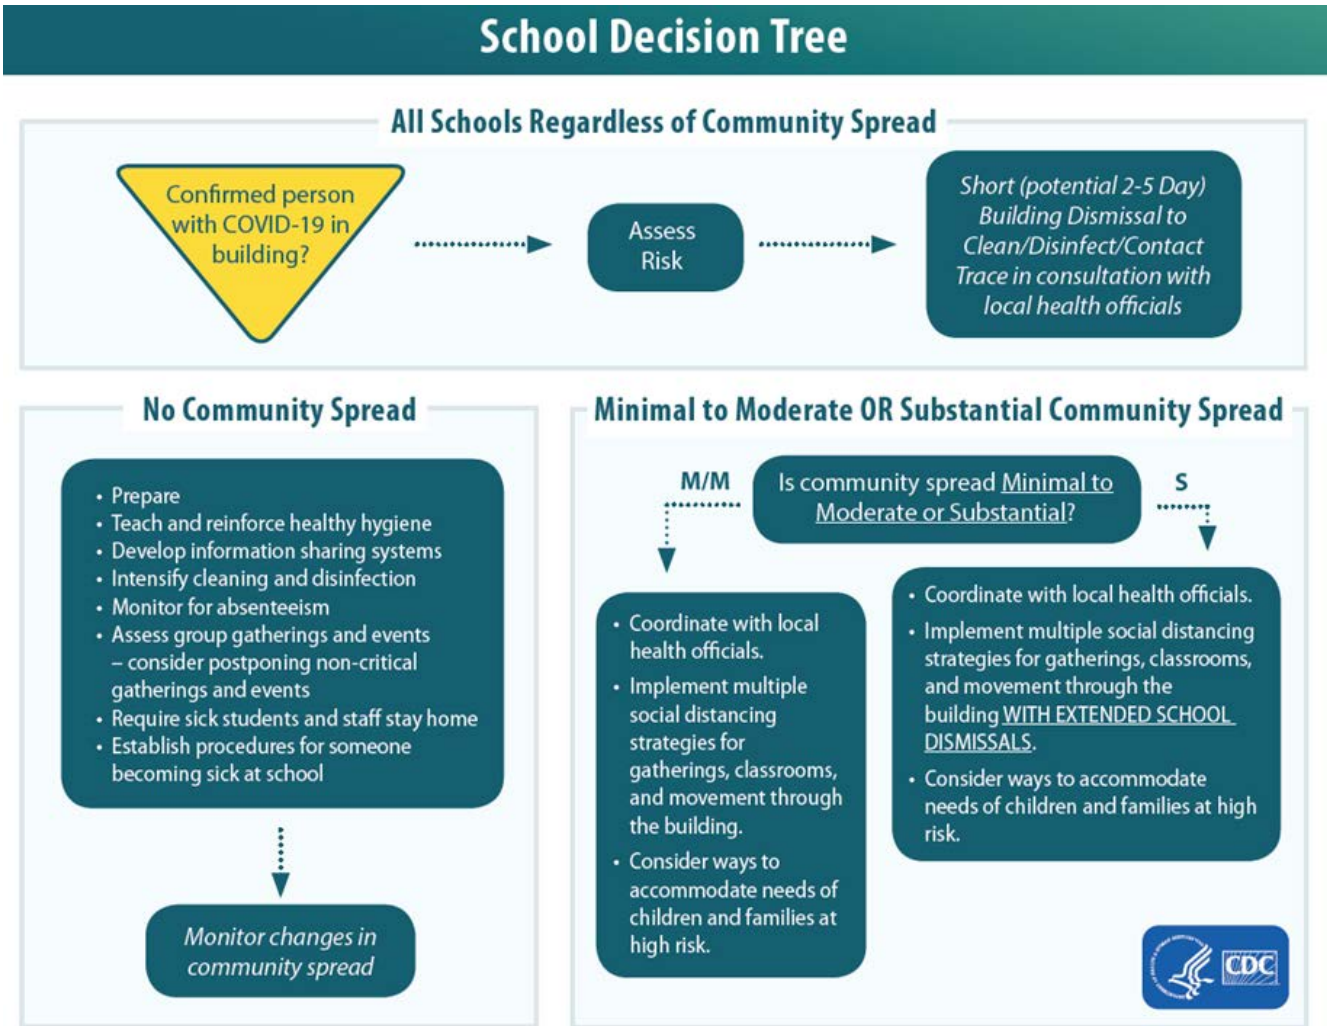 School Decision Tree
All Schools Regardless of Community Spread
Confirmed person
with COVID-19 in
building?
Assess
Risk
Short (potential 2-5 Day)
Building Dismissal to
Clean/Disinfect/Contact
Trace in consultation with
local health officials
No Community Spread
• Prepare
• Teach and reinforce healthy hygiene
• Develop information sharing systems
• Intensify cleaning and disinfection
• Monitor for absenteeism
• Assess group gatherings and events
– consider postponing non-critical
gatherings and events
• Require sick students and staff stay home
• Establish procedures for someone
becoming sick at school
Monitor changes in
community spread
Minimal to Moderate OR Substantial Community Spread
M/M
Is community spread Minimal to
Moderate or Substantial?
S
• Coordinate with local
health officials.
• Implement multiple
social distancing
strategies for
gatherings, classrooms,
and movement through
the building.
• Consider ways to
accommodate needs of
children and families at
high risk.
• Coordinate with local health officials.
• Implement multiple social distancing
strategies for gatherings, classrooms,
and movement through the
building WITH EXTENDED SCHOOL
DISMISSALS.
• Consider ways to accommodate
needs of children and families at high
risk.
CDC